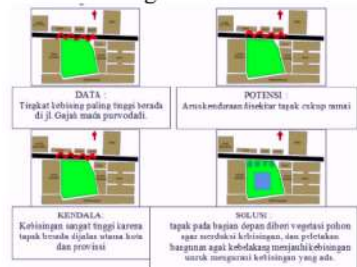 DATA :
Tingkat kebising paling tinggi berada
di jl. Gajah mada purwodadi.
POTENSI :
Arus kendaraan disekitar tapak cukup ramai
KENDALA:
Kebisingan sangat tinggi karena
tapak berada dijalan utama kota
dan provinsi
SOLUSI :
tapak pada bagian depan diberi vegetasi pohon
agar mereduksi kebisingan, dan peletakan
bangunan agak kebelakang menjauhi kebisingan
untuk mengurangi kebisingan yang ada.